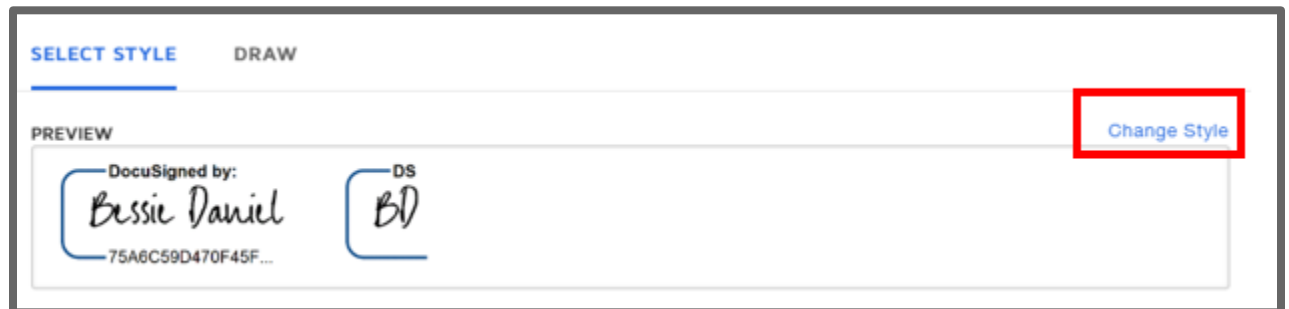 SELECT STYLE DRAW
PREVIEW Change Style
DocuSigned by: DS
Bessie Daniel BD
75A6C59D470F45F...